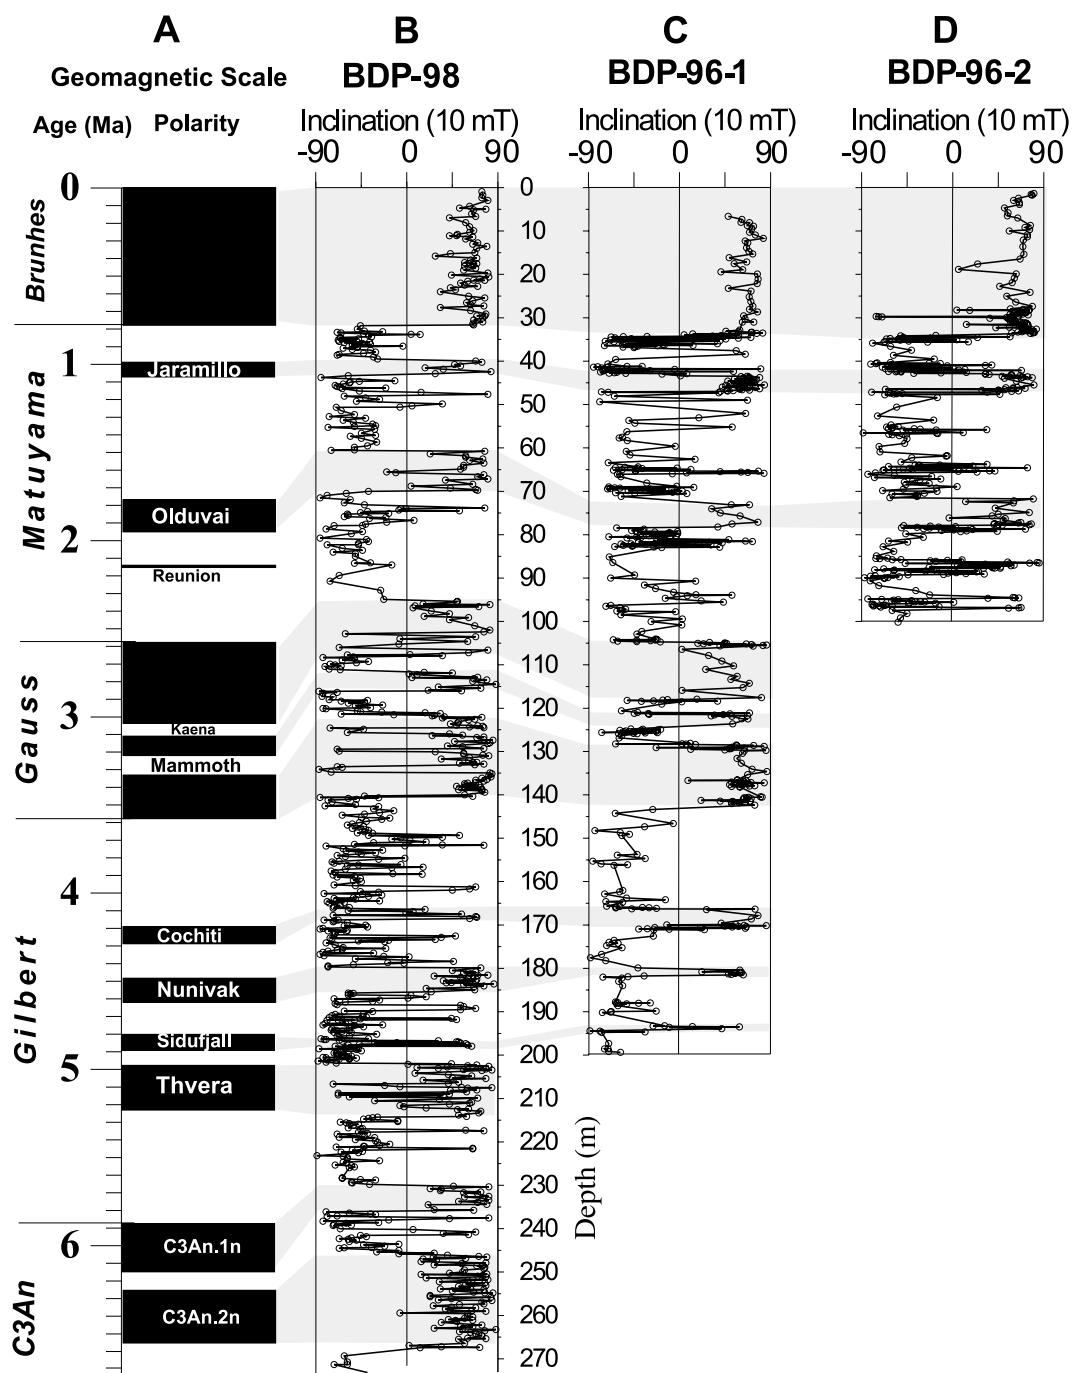 A B C D
Geomagnetic Scale BDP-98 BDP-96-1 BDP-96-2
Age (Ma) Polarity Inclination (10 mT) Inclination (10 mT) Inclination (10 mT)
-90 0 90 -90 0 90 -90 0 90
0
1
2
3
4
5
6
Brunhes
Matuyama
Gauss
Gilbert
C3An
Jaramillo
Olduvai
Reunion
Kaena
Mammoth
Cochiti
Nunivak
Sidufjall
Thvera
C3An.1n
C3An.2n
0
10
20
30
40
50
60
70
80
90
100
110
120
130
140
150
160
170
180
190
200
210
220
230
240
250
260
270
Depth (m)